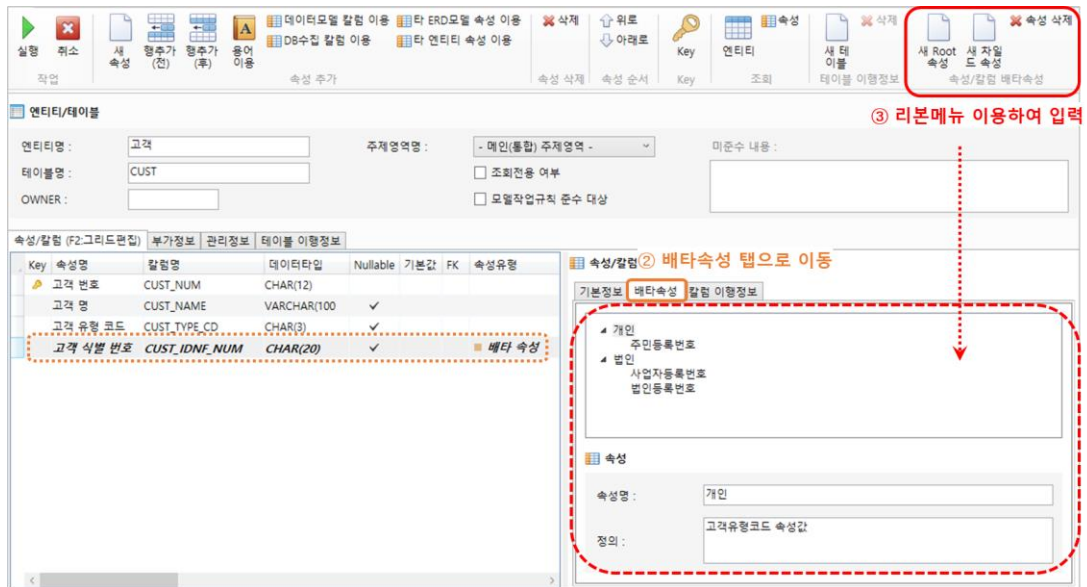 데이터모델 칼럼 이용 타 ERD모델 속성 이용 삭제 위로 속성 삭제 속성 삭제
DB수집 칼럼 이용 타 엔티티 속성 이용 아래로
실행 취소 새 속성 행추가 (전) 행추가 (후) 용어 이용 Key 엔티티 새 테이블 새 Root 속성 새 차일드 속성
작업 속성 추가 속성 삭제 속성 순서 Key 조회 테이블 이행정보 속성/칼럼 배타속성
엔티티/테이블
③ 리본메뉴 이용하여 입력
엔티티명 : 고객 주제영역명 : - 메인(통합) 주제영역 - 미준수 내용 :
테이블명 : CUST 조회전용 여부
OWNER : 모델작업규칙 준수 대상
속성/칼럼 (F2:그리드편집) 부가정보 관리정보 테이블 이행정보
Key 속성명 칼럼명 데이터타입 Nullable 기본값 FK 속성유형
고객 번호 CUST_NUM CHAR(12)
고객 명 CUST_NAME VARCHAR(100
고객 유형 코드 CUST_TYPE_CD CHAR(3)
고객 식별 번호 CUST_IDNF_NUM CHAR(20) 배타 속성
속성/칼럼 ② 배타속성 탭으로 이동
기본정보 배타속성 칼럼 이행정보
개인
주민등록번호
법인
사업자등록번호
법인등록번호
속성
속성명 : 개인
정의 : 고객유형코드 속성값